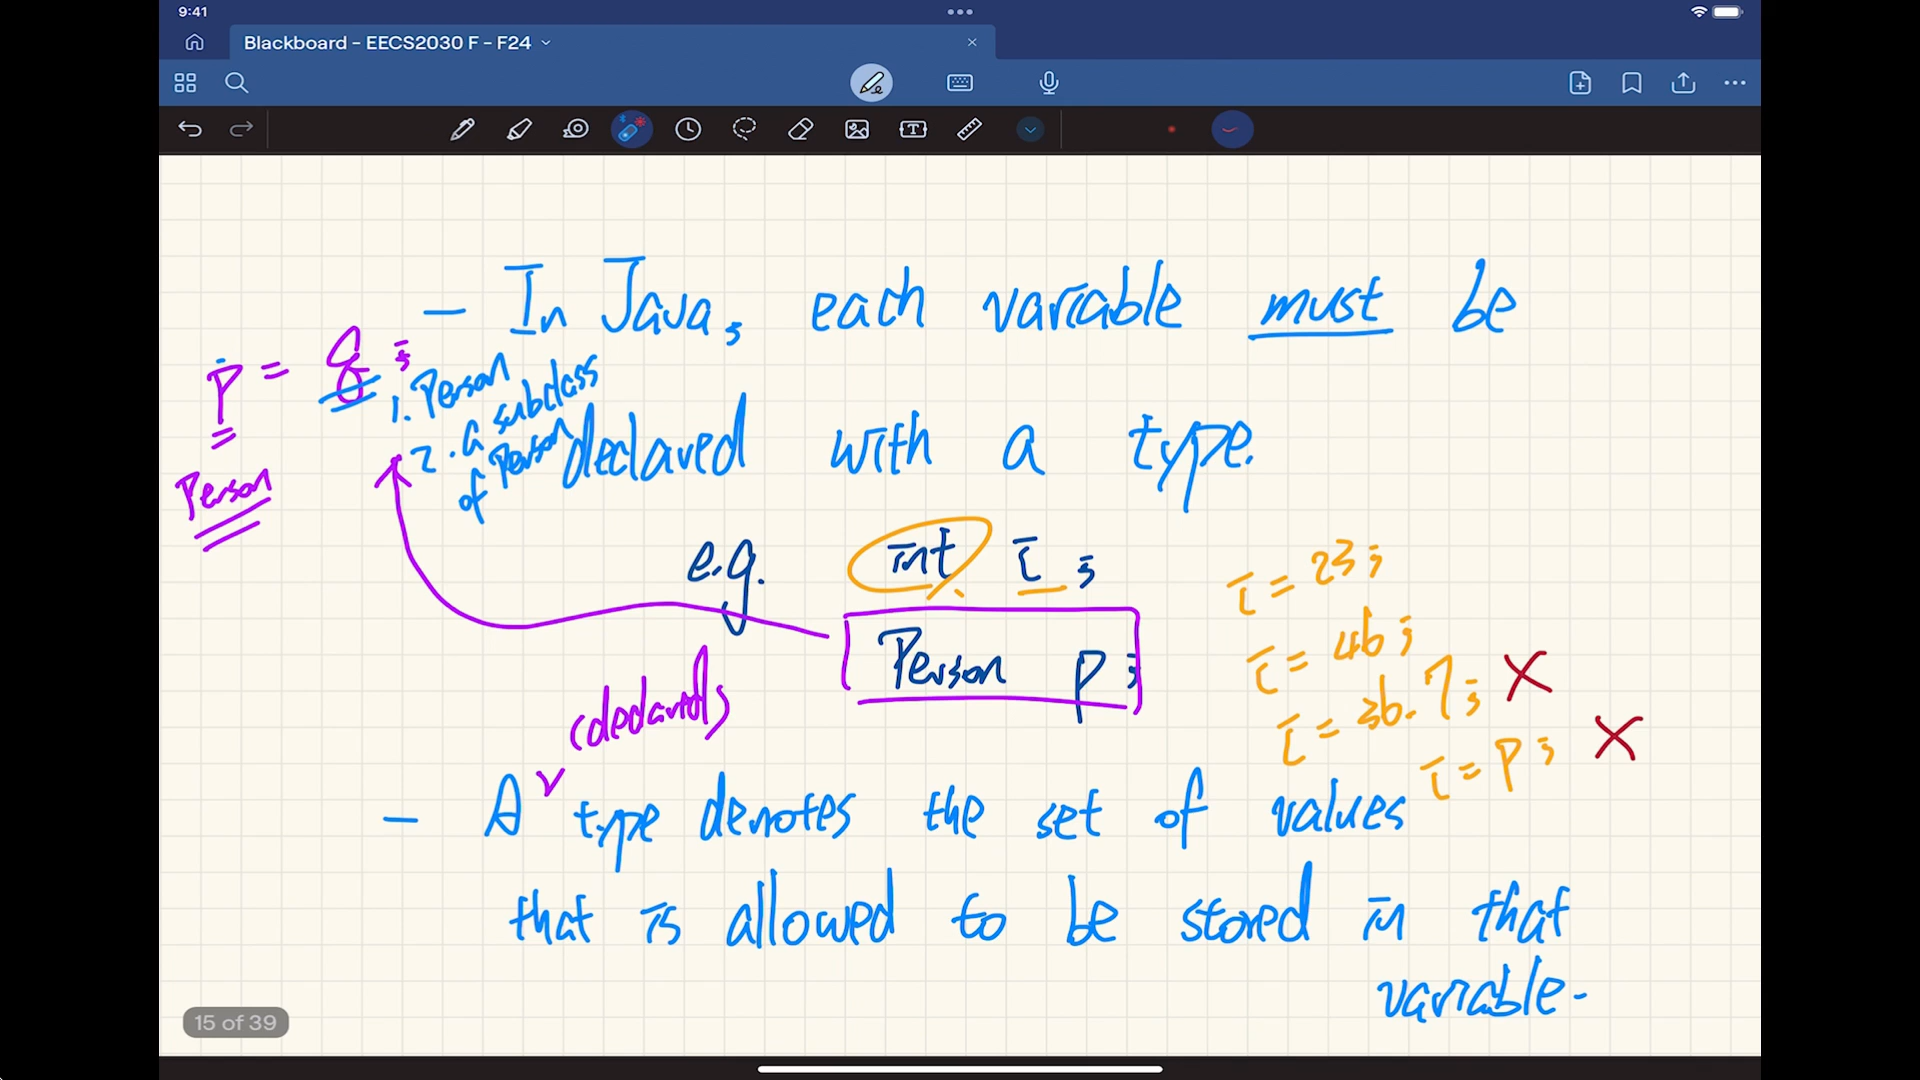 9:41
Blackboard - EECS2030 F - F24
- In Java, each variable must be
p = q;
1. Person
2. a subclass
of Person
declared with a type.
Person
e.g. int i;
i = 23;
Person p;
i = 46;
(declared)
i = 36.7; X
i = p; X
- A type denotes the set of values
that is allowed to be stored in that
variable.
15 of 39